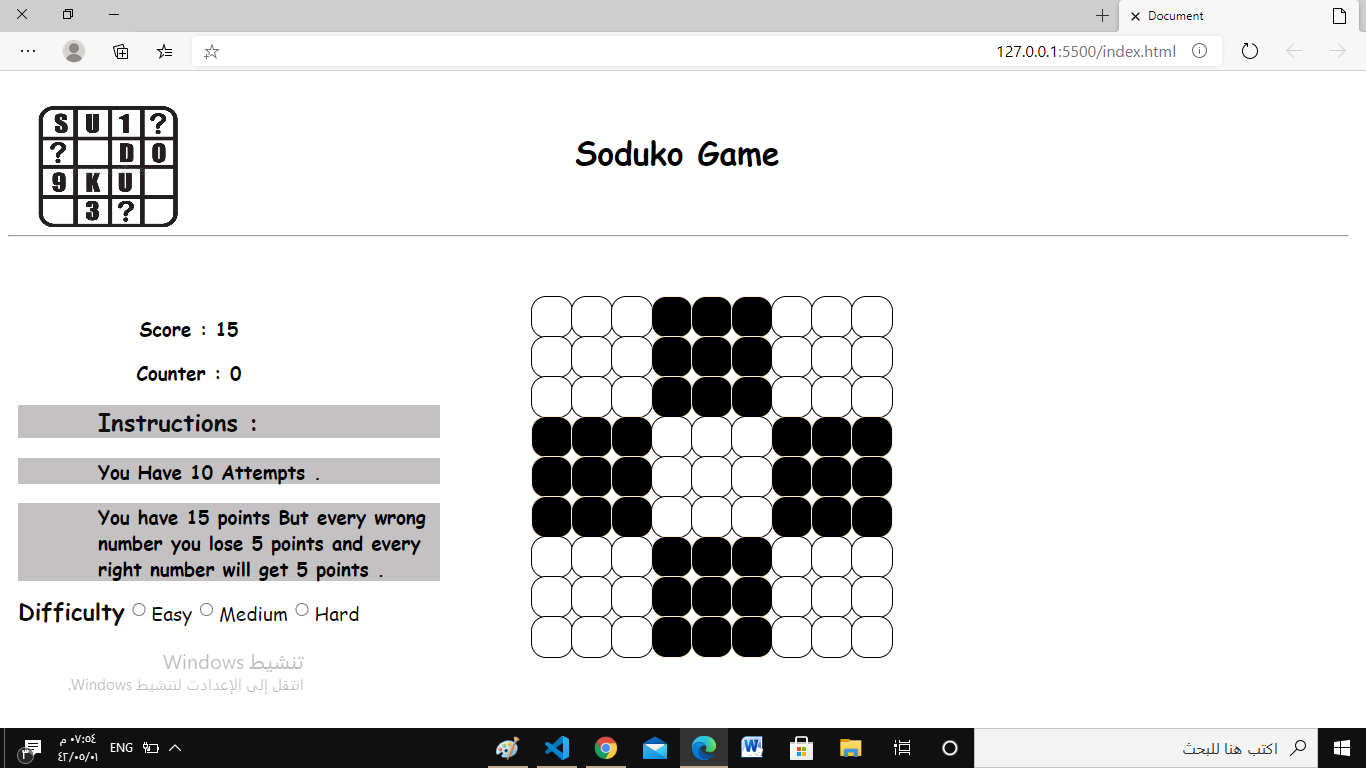 Document
127.0.0.1:5500/index.html
S U 1 ?
? D O
9 K U
3 ?
Soduko Game
Score : 15
Counter : 0
Instructions :
You Have 10 Attempts .
You have 15 points But every wrong
number you lose 5 points and every
right number will get 5 points .
Difficulty Easy Medium Hard
تنشيط Windows
انتقل إلى الإعدادات لتنشيط Windows.
٠٧:٥٤ م
٤٢/٠٥/٠١
٣
ENG
اكتب هنا للبحث